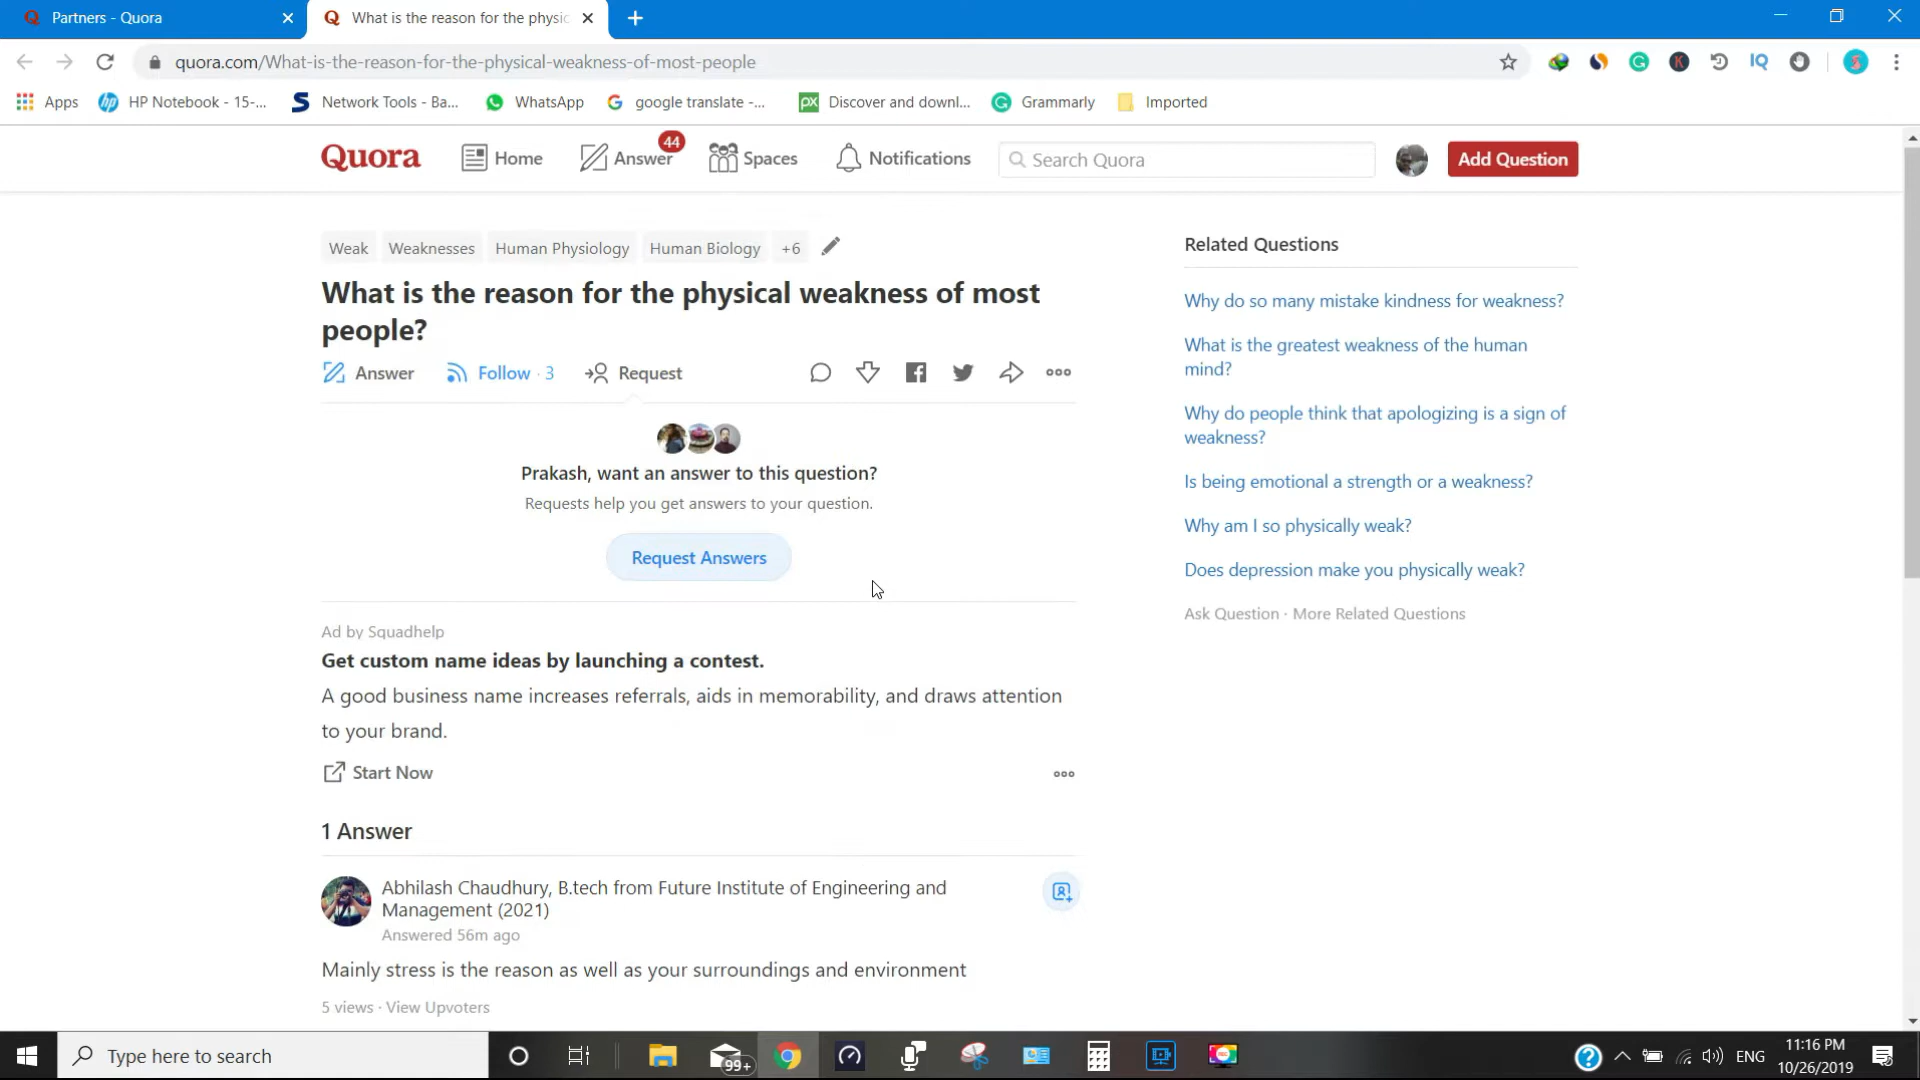 Partners - Quora
What is the reason for the physic
quora.com/What-is-the-reason-for-the-physical-weakness-of-most-people
Apps
HP Notebook - 15-...
Network Tools - Ba...
WhatsApp
google translate -...
Discover and downl...
Grammarly
Imported
Quora
Home
Answer
44
Spaces
Notifications
Search Quora
Add Question
Weak
Weaknesses
Human Physiology
Human Biology
+6
What is the reason for the physical weakness of most
people?
Answer
Follow · 3
Request
Prakash, want an answer to this question?
Requests help you get answers to your question.
Request Answers
Ad by Squadhelp
Get custom name ideas by launching a contest.
A good business name increases referrals, aids in memorability, and draws attention
to your brand.
Start Now
1 Answer
Abhilash Chaudhury, B.tech from Future Institute of Engineering and
Management (2021)
Answered 56m ago
Mainly stress is the reason as well as your surroundings and environment
5 views · View Upvoters
Related Questions
Why do so many mistake kindness for weakness?
What is the greatest weakness of the human
mind?
Why do people think that apologizing is a sign of
weakness?
Is being emotional a strength or a weakness?
Why am I so physically weak?
Does depression make you physically weak?
Ask Question · More Related Questions
Type here to search
99+
ENG
11:16 PM
10/26/2019